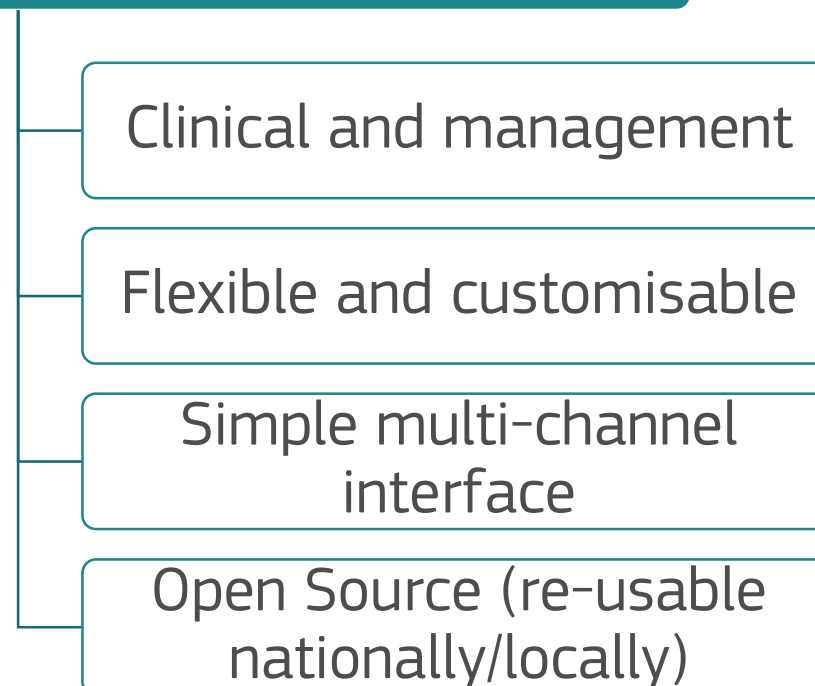 Clinical and management
Flexible and customisable
Simple multi-channel
interface
Open Source (re-usable
nationally/locally)